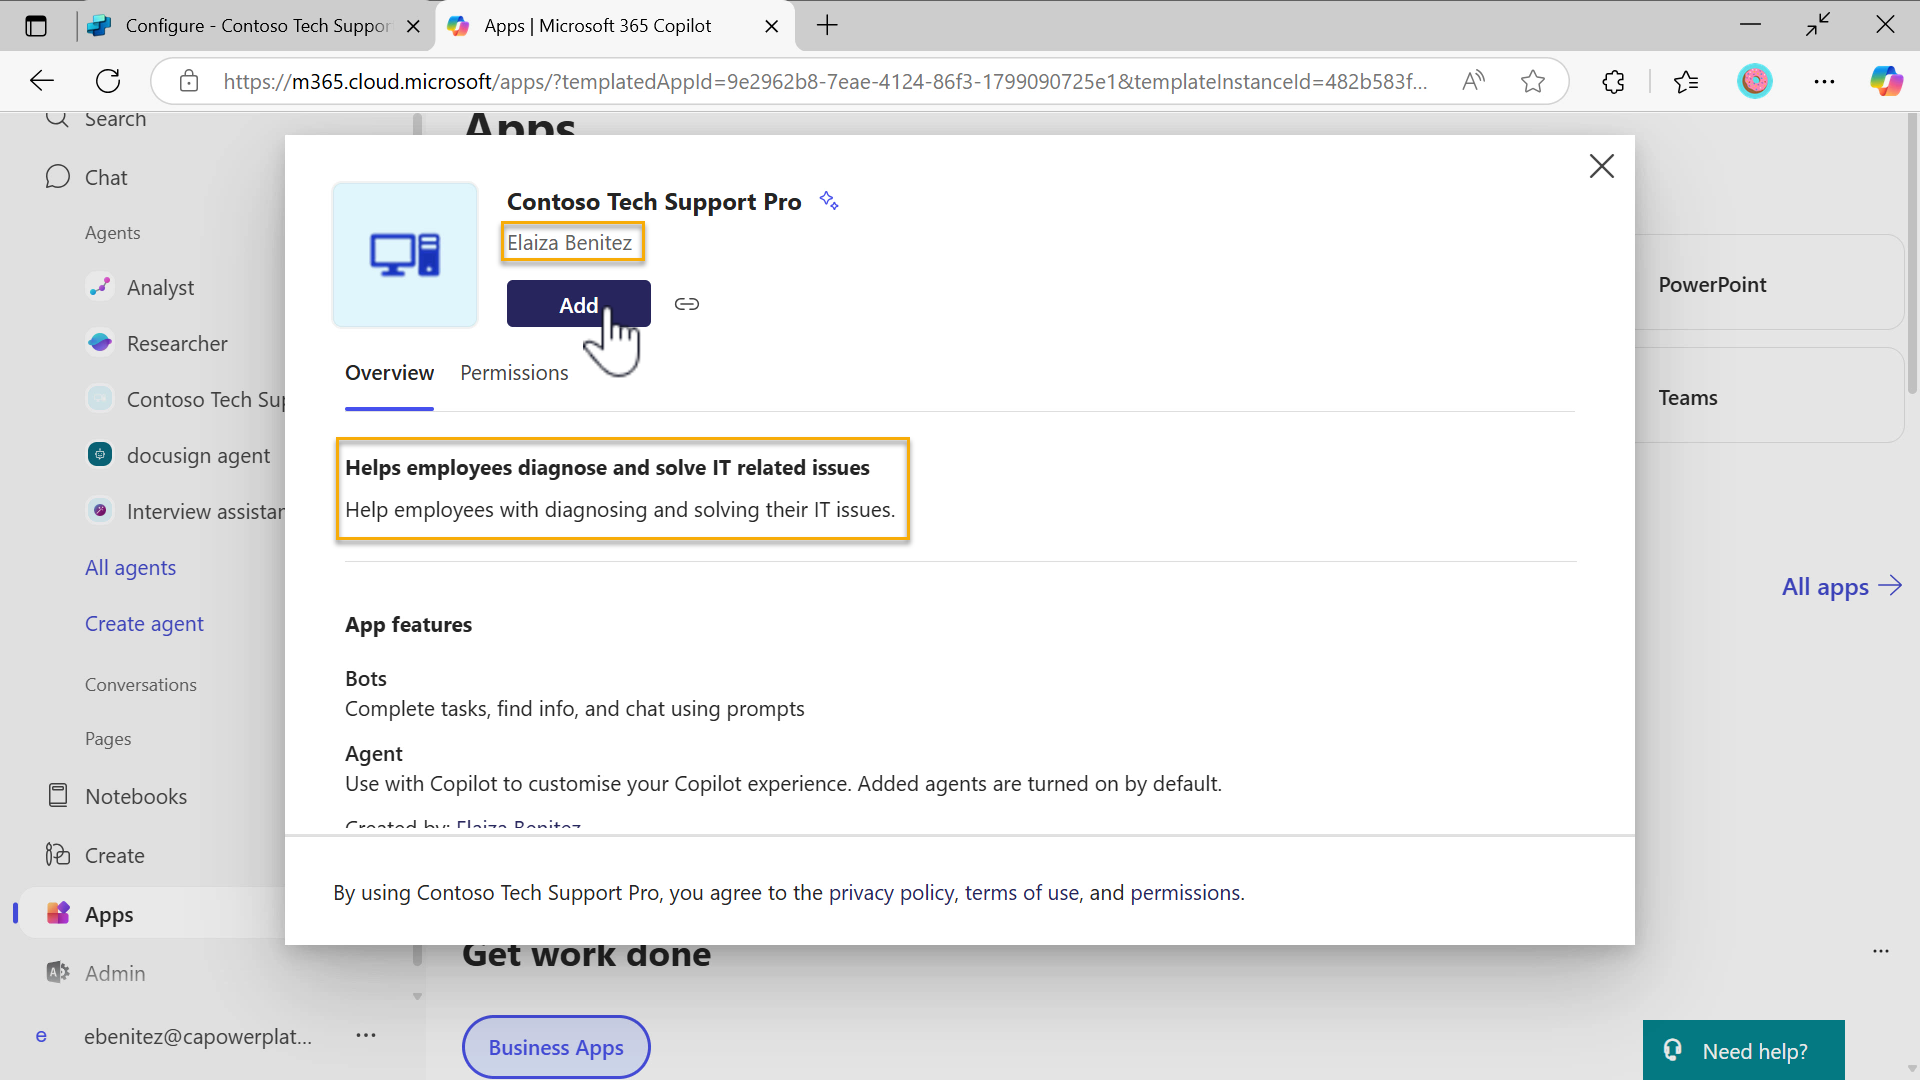 Configure - Contoso Tech Suppor
Apps | Microsoft 365 Copilot
https://m365.cloud.microsoft/apps/?templatedAppId=9e2962b8-7eae-4124-86f3-1799090725e1&templateInstanceId=482b583f...
Search
Chat
Agents
Analyst
Researcher
Contoso Tech Sup
docusign agent
Interview assistan
All agents
Create agent
Conversations
Pages
Notebooks
Create
Apps
Admin
e
ebenitez@capowerplat...
Apps
Contoso Tech Support Pro
Elaiza Benitez
Add
Overview
Permissions
Helps employees diagnose and solve IT related issues
Help employees with diagnosing and solving their IT issues.
App features
Bots
Complete tasks, find info, and chat using prompts
Agent
Use with Copilot to customise your Copilot experience. Added agents are turned on by default.
Created by: Elaiza Benitez
By using Contoso Tech Support Pro, you agree to the privacy policy, terms of use, and permissions.
PowerPoint
Teams
All apps
Get work done
Business Apps
Need help?